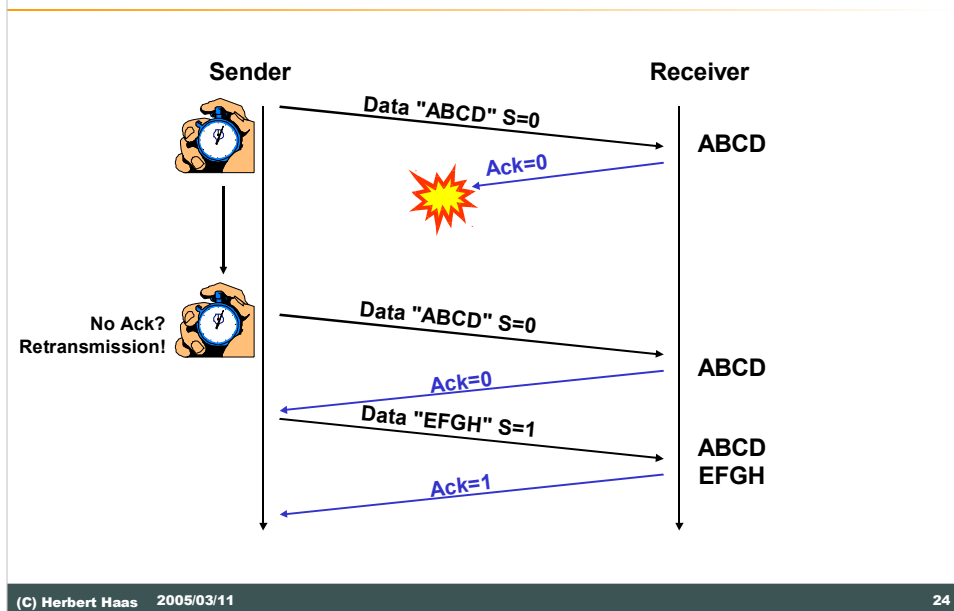 Sender
Receiver
Data "ABCD" S=0
ABCD
Ack=0
No Ack?
Retransmission!
Data "ABCD" S=0
ABCD
Ack=0
Data "EFGH" S=1
ABCD
EFGH
Ack=1
(C) Herbert Haas 2005/03/11
24